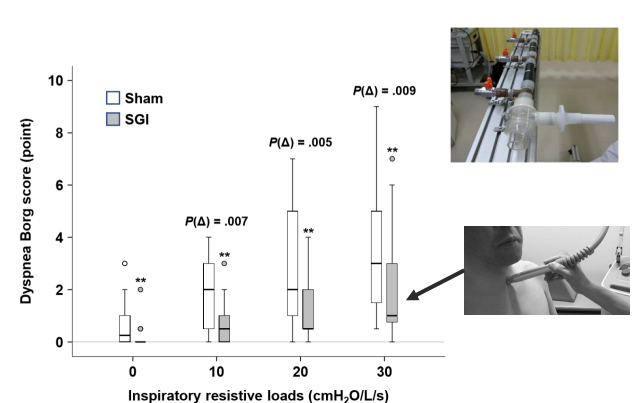 Dyspnea Borg score (point)
10
8
6
4
2
0
Sham
SGI
**
P(Δ) = .007
**
P(Δ) = .005
**
P(Δ) = .009
**
0
10
20
30
Inspiratory resistive loads (cmH₂O/L/s)